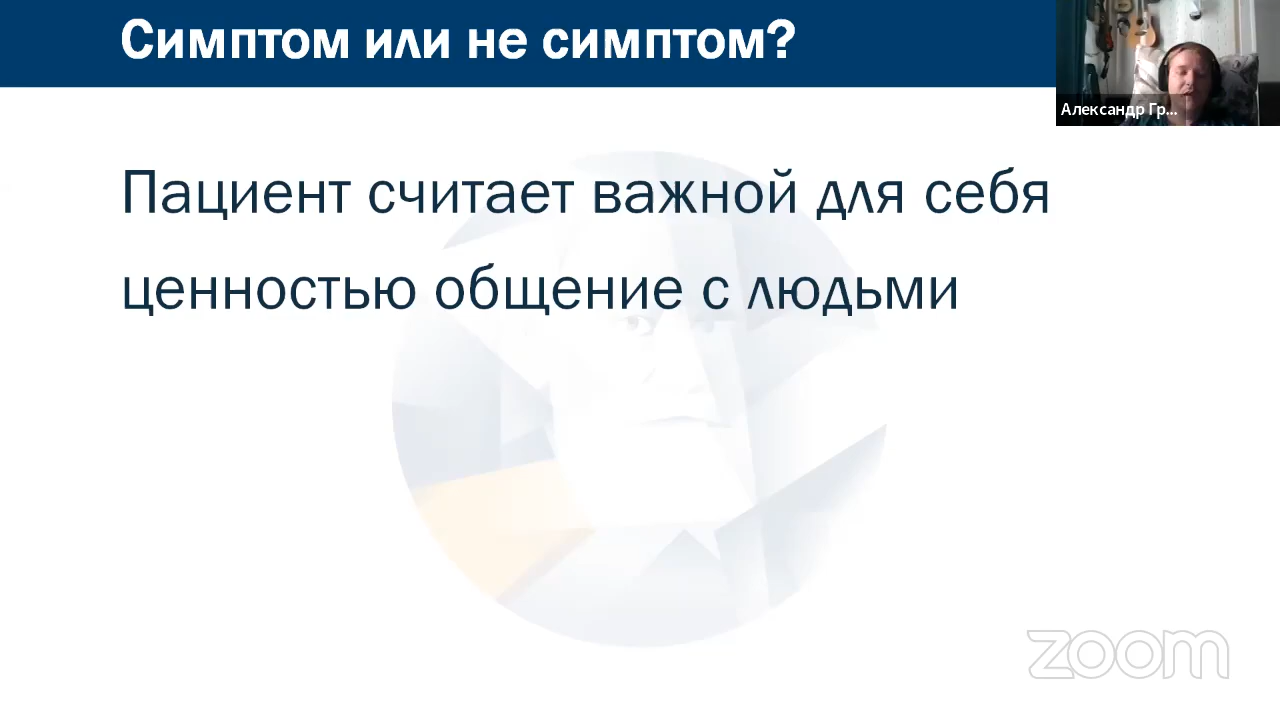 Симптом или не симптом?
Александр Гр...
Пациент считает важной для себя
ценностью общение с людьми
zoom